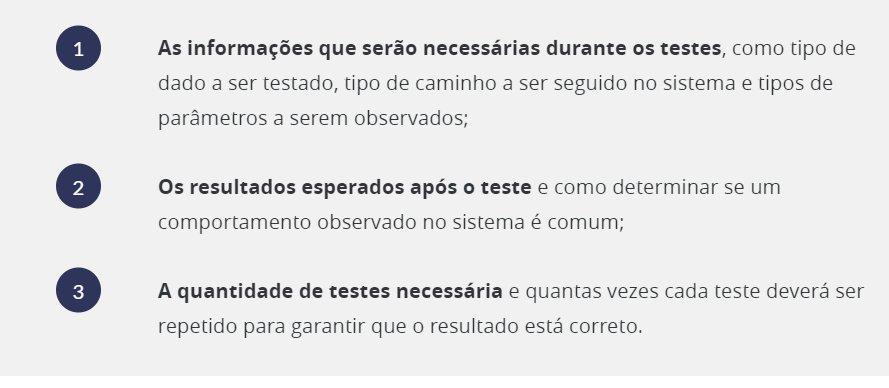 1
As informações que serão necessárias durante os testes, como tipo de
dado a ser testado, tipo de caminho a ser seguido no sistema e tipos de
parâmetros a serem observados;
2
Os resultados esperados após o teste e como determinar se um
comportamento observado no sistema é comum;
3
A quantidade de testes necessária e quantas vezes cada teste deverá ser
repetido para garantir que o resultado está correto.